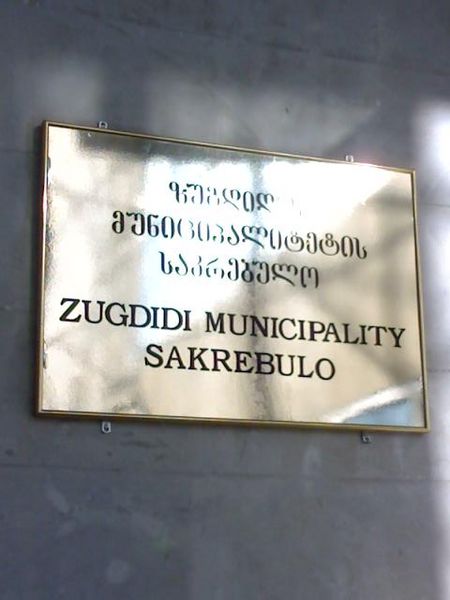 ზუგდიდ
მუნიციპალიტეტის
საკრებულო
ZUGDIDI MUNICIPALITY
SAKREBULO